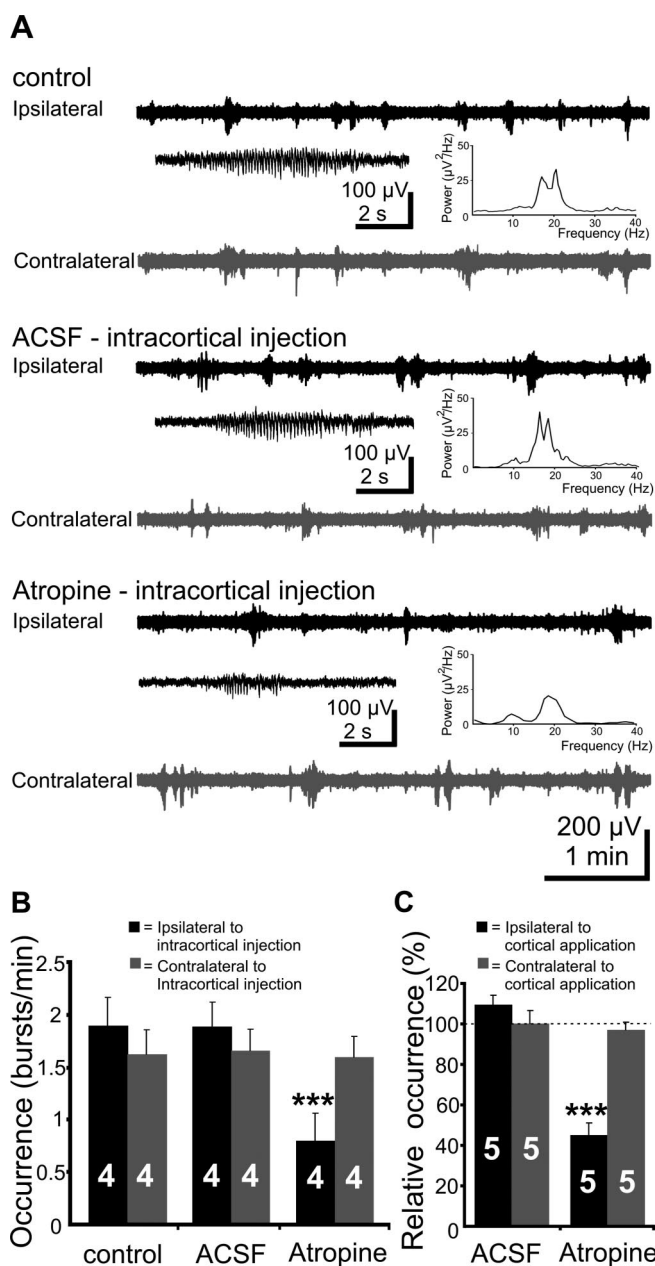 A
control
Ipsilateral
100 µV
2 s
Power (µV²/Hz)
50
25
0
10 20 30 40
Frequency (Hz)
Contralateral
ACSF - intracortical injection
Ipsilateral
100 µV
2 s
Power (µV²/Hz)
50
25
0
10 20 30 40
Frequency (Hz)
Contralateral
Atropine - intracortical injection
Ipsilateral
100 µV
2 s
Power (µV²/Hz)
50
25
0
10 20 30 40
Frequency (Hz)
Contralateral
200 µV
1 min
B
= Ipsilateral to
intracortical injection
= Contralateral to
Intracortical injection
Occurrence (bursts/min)
2.5
2
1.5
1
0.5
0
***
4 4 4 4 4 4
control ACSF Atropine
C
= Ipsilateral to
cortical application
= Contralateral to
cortical application
Relative occurrence (%)
120
100
80
60
40
20
0
***
5 5 5 5
ACSF Atropine